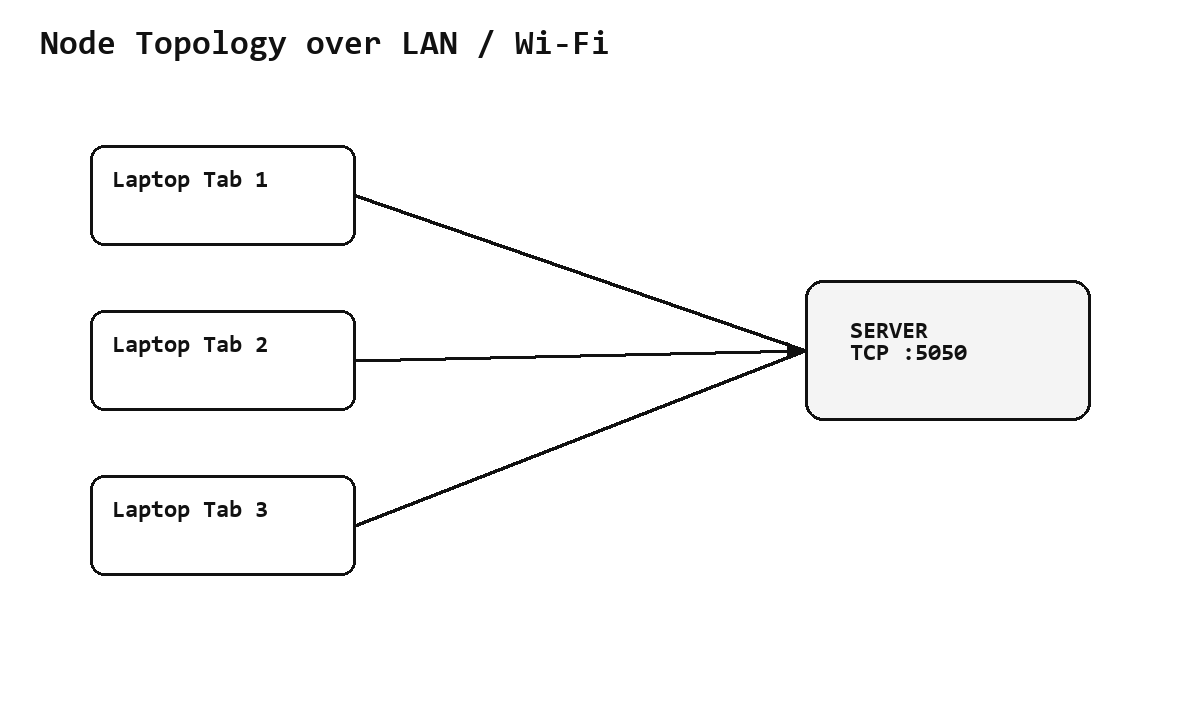 Node Topology over LAN / Wi-Fi
Laptop Tab 1
Laptop Tab 2
SERVER
TCP :5050
Laptop Tab 3